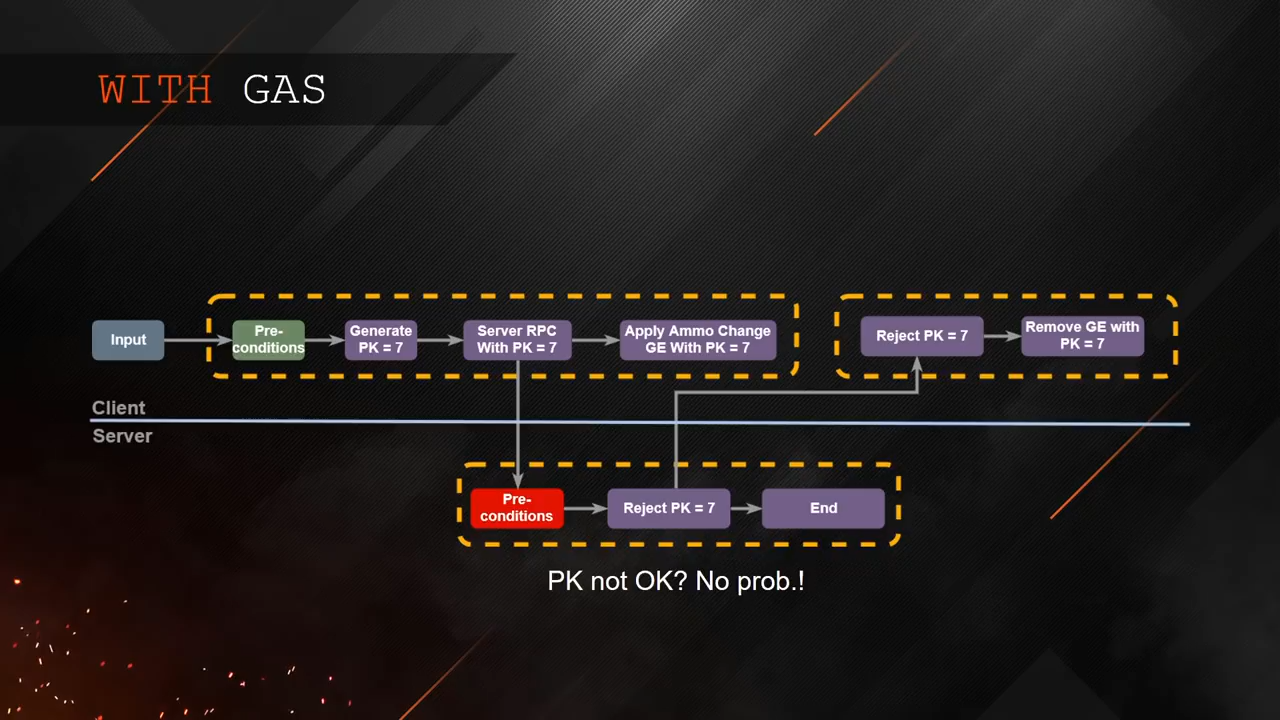 WITH GAS
Input
Pre-
conditions
Generate
PK = 7
Server RPC
With PK = 7
Apply Ammo Change
GE With PK = 7
Reject PK = 7
Remove GE with
PK = 7
Client
Server
Pre-
conditions
Reject PK = 7
End
PK not OK? No prob.!